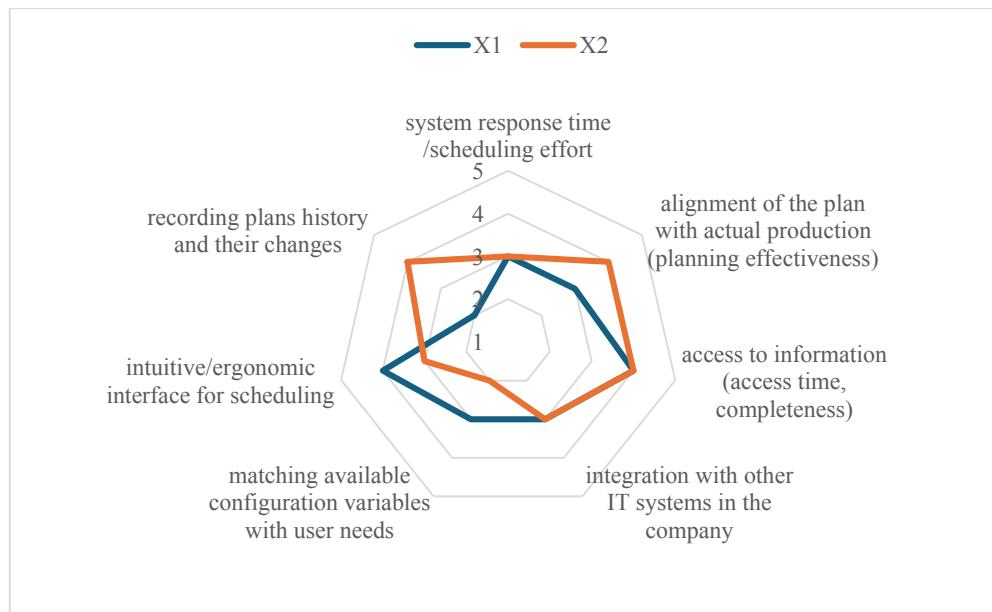 X1
X2
system response time
/scheduling effort
5
4
3
2
1
alignment of the plan
with actual production
(planning effectiveness)
access to information
(access time,
completeness)
integration with other
IT systems in the
company
matching available
configuration variables
with user needs
intuitive/ergonomic
interface for scheduling
recording plans history
and their changes